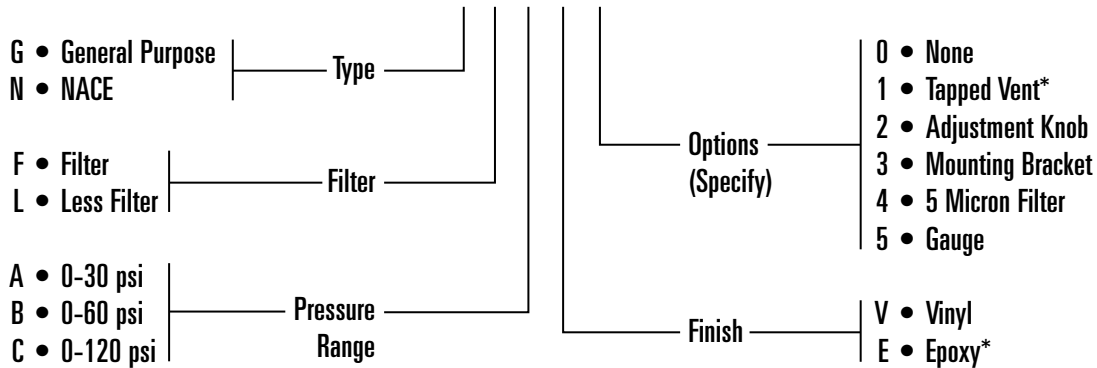 G • General Purpose
N • NACE
Type
F • Filter
L • Less Filter
Filter
A • 0-30 psi
B • 0-60 psi
C • 0-120 psi
Pressure
Range
Options
(Specify)
0 • None
1 • Tapped Vent*
2 • Adjustment Knob
3 • Mounting Bracket
4 • 5 Micron Filter
5 • Gauge
Finish
V • Vinyl
E • Epoxy*